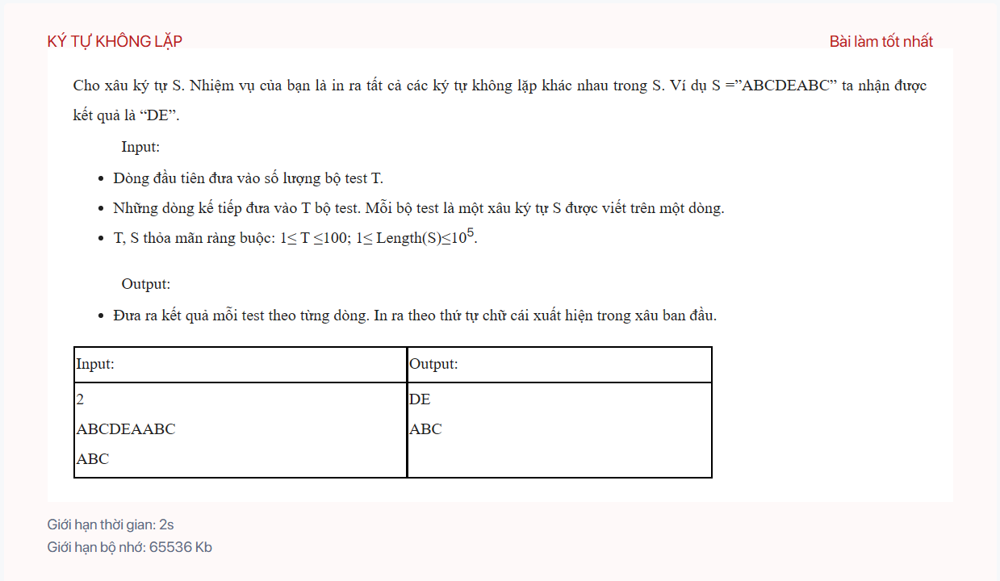 KÝ TỰ KHÔNG LẶP
Bài làm tốt nhất
Cho xâu ký tự S. Nhiệm vụ của bạn là in ra tất cả các ký tự không lặp khác nhau trong S. Ví dụ S =”ABCDEABC” ta nhận được
kết quả là “DE”.
Input:
• Dòng đầu tiên đưa vào số lượng bộ test T.
• Những dòng kế tiếp đưa vào T bộ test. Mỗi bộ test là một xâu ký tự S được viết trên một dòng.
• T, S thỏa mãn ràng buộc: 1≤ T ≤100; 1≤ Length(S)≤10⁵.
Output:
• Đưa ra kết quả mỗi test theo từng dòng. In ra theo thứ tự chữ cái xuất hiện trong xâu ban đầu.
Input:
Output:
2
ABCDEAABC
ABC
DE
ABC
Giới hạn thời gian: 2s
Giới hạn bộ nhớ: 65536 Kb